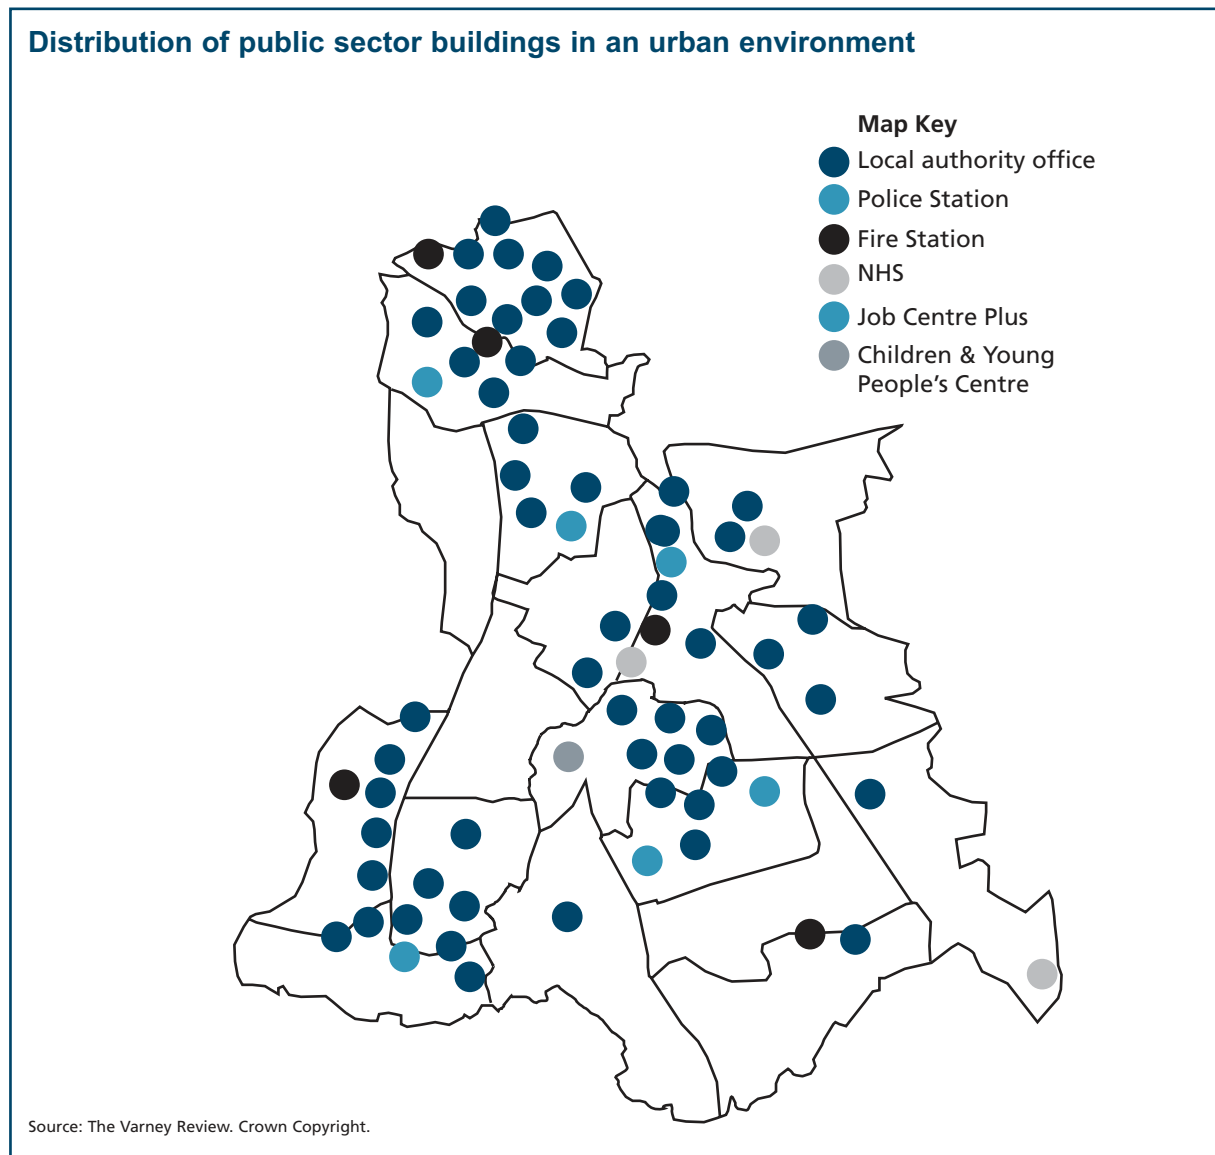 Distribution of public sector buildings in an urban environment
Map Key
Local authority office
Police Station
Fire Station
NHS
Job Centre Plus
Children & Young
People’s Centre
Source: The Varney Review. Crown Copyright.